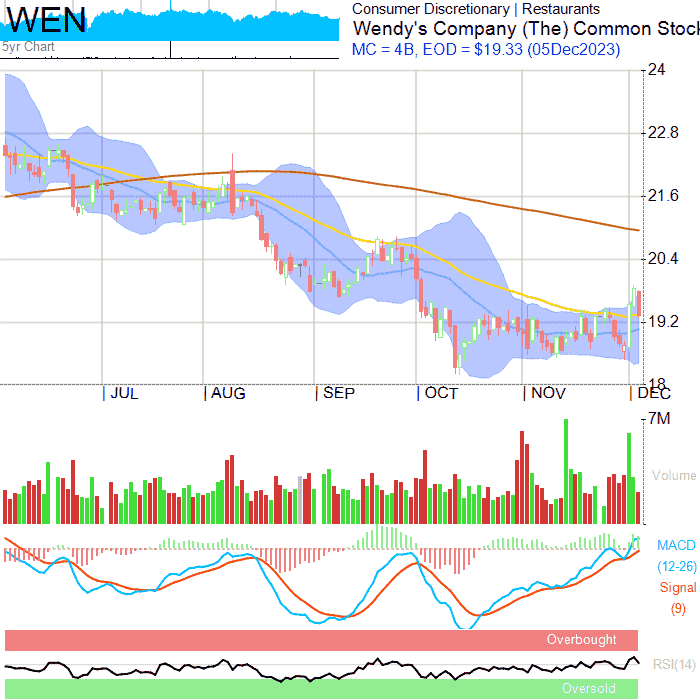 WEN
5yr Chart
Consumer Discretionary | Restaurants
Wendy's Company (The) Common Stock
MC = 4B, EOD = $19.33 (05Dec2023)
24
22.8
21.6
20.4
19.2
18
JUL AUG SEP OCT NOV DEC
7M
Volume
MACD
(12-26)
Signal
(9)
Overbought
RSI(14)
Oversold